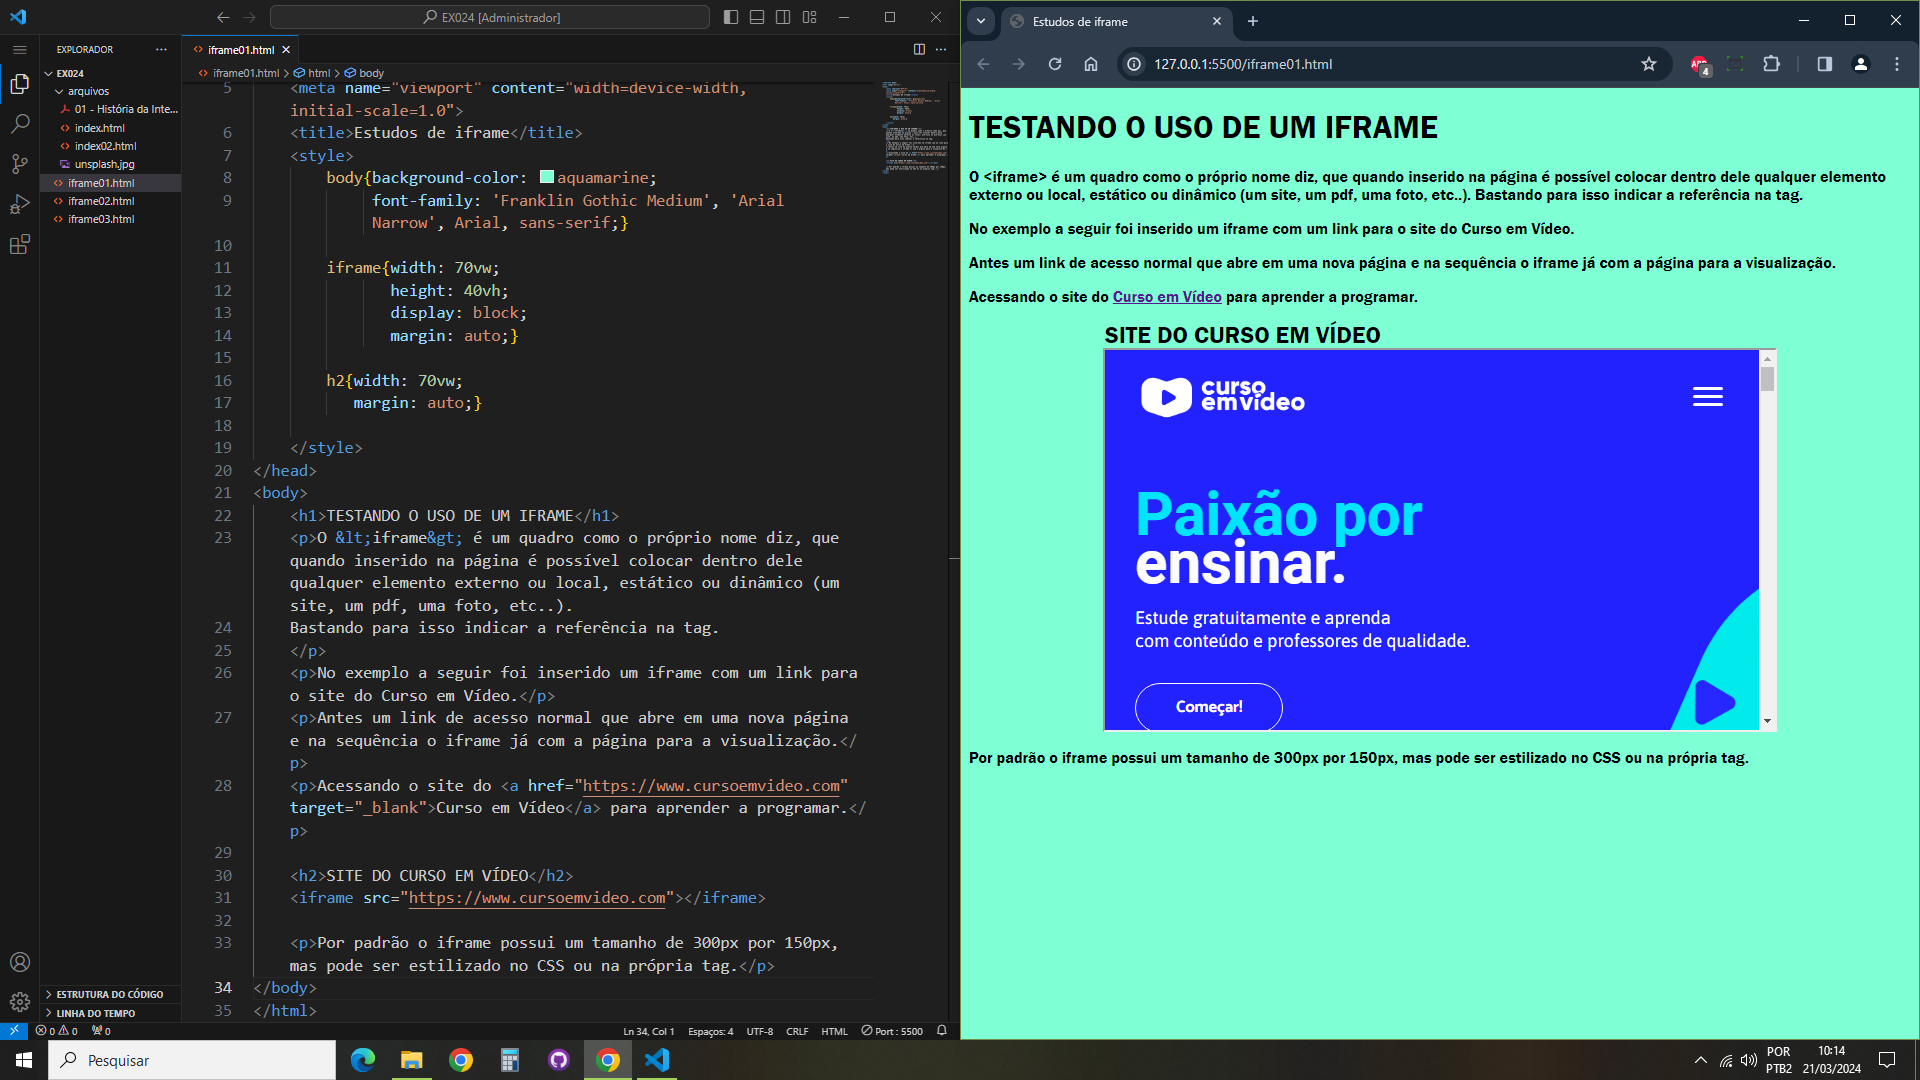 EX024 [Administrador]
EXPLORADOR
EX024
arquivos
01 - História da Inte...
index.html
index02.html
unsplash.jpg
iframe01.html
iframe02.html
iframe03.html
ESTRUTURA DO CÓDIGO
LINHA DO TEMPO
iframe01.html
iframe01.html > html > body
5 <meta name="viewport" content="width=device-width,
initial-scale=1.0">
6 <title>Estudos de iframe</title>
7 <style>
8 body{background-color: aquamarine;
9 font-family: 'Franklin Gothic Medium', 'Arial
Narrow', Arial, sans-serif;}
10
11 iframe{width: 70vw;
12 height: 40vh;
13 display: block;
14 margin: auto;}
15
16 h2{width: 70vw;
17 margin: auto;}
18
19 </style>
20 </head>
21 <body>
22 <h1>TESTANDO O USO DE UM IFRAME</h1>
23 <p>O &lt;iframe&gt; é um quadro como o próprio nome diz, que
quando inserido na página é possível colocar dentro dele
qualquer elemento externo ou local, estático ou dinâmico (um
site, um pdf, uma foto, etc..).
24 Bastando para isso indicar a referência na tag.
25 </p>
26 <p>No exemplo a seguir foi inserido um iframe com um link para
o site do Curso em Vídeo.</p>
27 <p>Antes um link de acesso normal que abre em uma nova página
e na sequência o iframe já com a página para a visualização.</
p>
28 <p>Acessando o site do <a href="https://www.cursoemvideo.com"
target="_blank">Curso em Vídeo</a> para aprender a programar.</
p>
29
30 <h2>SITE DO CURSO EM VÍDEO</h2>
31 <iframe src="https://www.cursoemvideo.com"></iframe>
32
33 <p>Por padrão o iframe possui um tamanho de 300px por 150px,
mas pode ser estilizado no CSS ou na própria tag.</p>
34 </body>
35 </html>
0 0 0
Ln 34, Col 1 Espaços: 4 UTF-8 CRLF HTML Port : 5500
Estudos de iframe
127.0.0.1:5500/iframe01.html
ABP
4
TESTANDO O USO DE UM IFRAME
O <iframe> é um quadro como o próprio nome diz, que quando inserido na página é possível colocar dentro dele qualquer elemento
externo ou local, estático ou dinâmico (um site, um pdf, uma foto, etc..). Bastando para isso indicar a referência na tag.
No exemplo a seguir foi inserido um iframe com um link para o site do Curso em Vídeo.
Antes um link de acesso normal que abre em uma nova página e na sequência o iframe já com a página para a visualização.
Acessando o site do Curso em Vídeo para aprender a programar.
SITE DO CURSO EM VÍDEO
curso
emvídeo
Paixão por
ensinar.
Estude gratuitamente e aprenda
com conteúdo e professores de qualidade.
Começar!
Por padrão o iframe possui um tamanho de 300px por 150px, mas pode ser estilizado no CSS ou na própria tag.
Pesquisar
POR
PTB2
10:14
21/03/2024